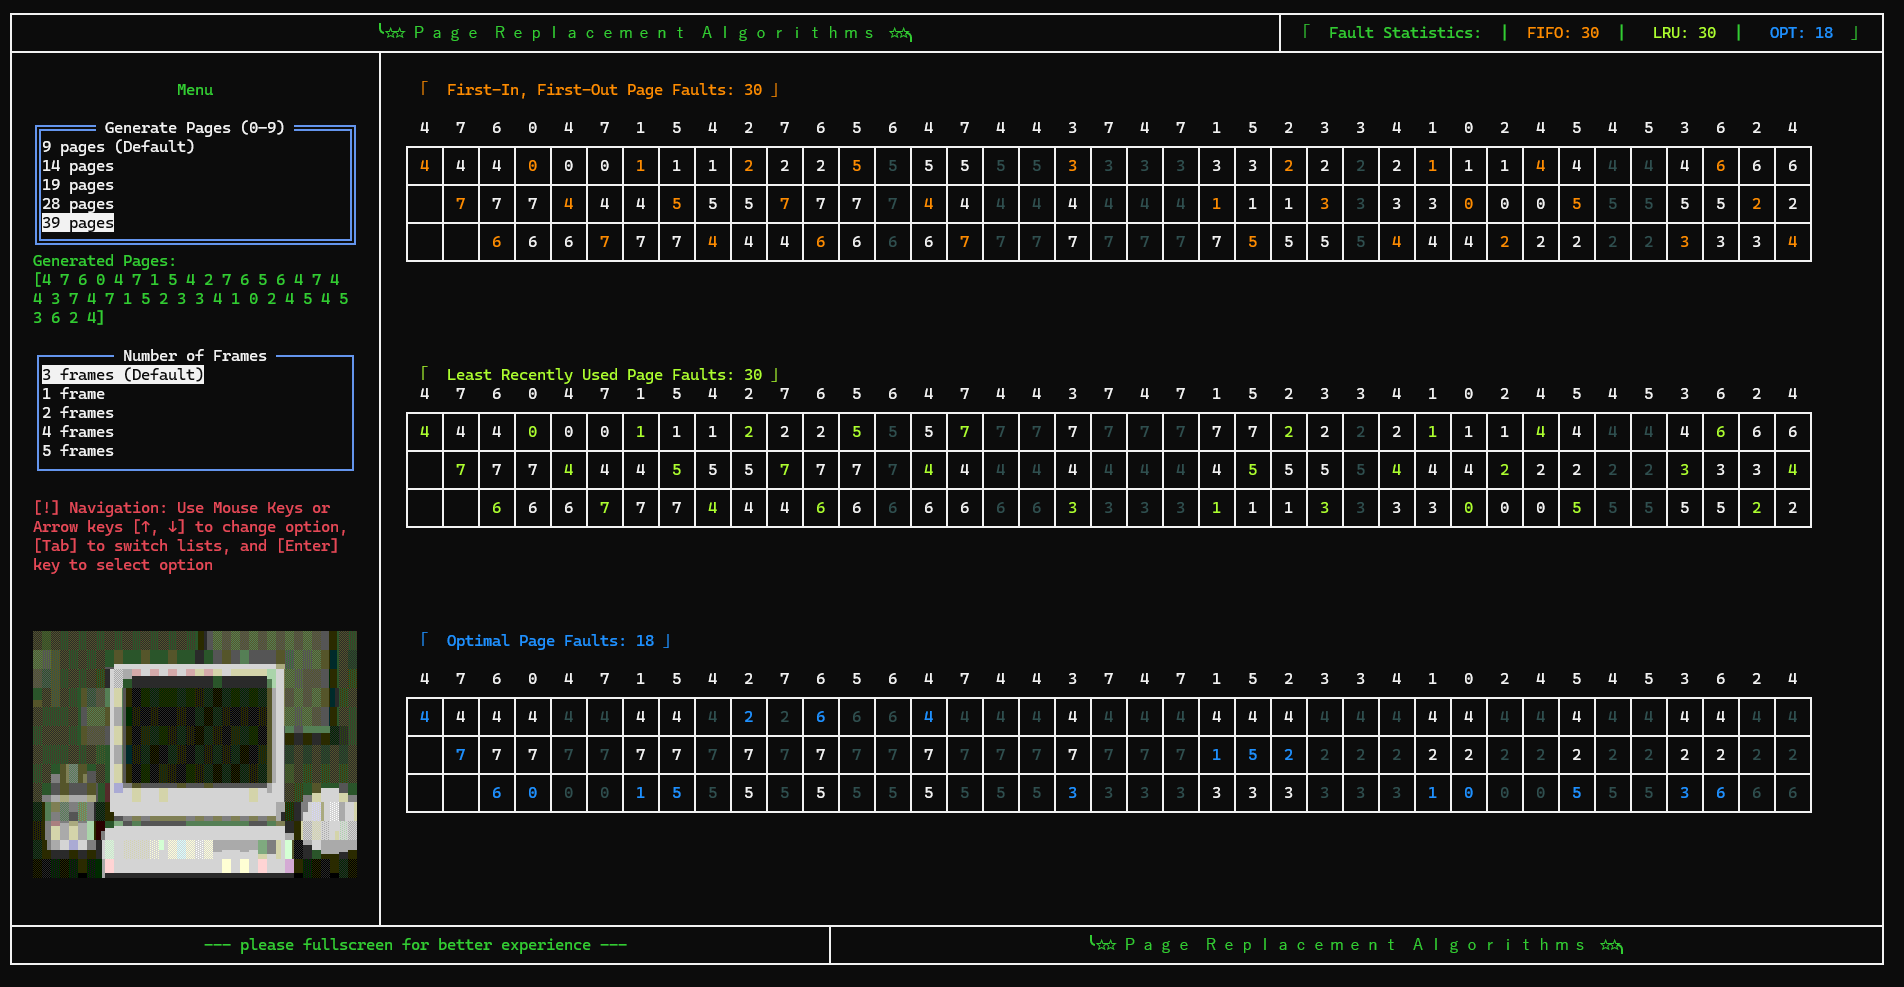 ╰☆☆ Page Replacement Algorithms ☆☆╮
「 Fault Statistics: | FIFO: 30 | LRU: 30 | OPT: 18 」
Menu
Generate Pages (0-9)
9 pages (Default)
14 pages
19 pages
28 pages
39 pages
Generated Pages:
[4 7 6 0 4 7 1 5 4 2 7 6 5 6 4 7 4
4 3 7 4 7 1 5 2 3 3 4 1 0 2 4 5 4 5
3 6 2 4]
Number of Frames
3 frames (Default)
1 frame
2 frames
4 frames
5 frames
[!] Navigation: Use Mouse Keys or
Arrow keys [↑, ↓] to change option,
[Tab] to switch lists, and [Enter]
key to select option
「 First-In, First-Out Page Faults: 30 」
4 7 6 0 4 7 1 5 4 2 7 6 5 6 4 7 4 4 3 7 4 7 1 5 2 3 3 4 1 0 2 4 5 4 5 3 6 2 4
4 4 4 0 0 0 1 1 1 2 2 2 5 5 5 5 5 5 3 3 3 3 3 3 2 2 2 2 1 1 1 4 4 4 4 4 6 6 6
7 7 7 4 4 4 5 5 5 7 7 7 7 4 4 4 4 4 4 4 4 1 1 1 3 3 3 3 0 0 0 5 5 5 5 5 2 2
6 6 6 7 7 7 4 4 4 6 6 6 6 7 7 7 7 7 7 7 7 5 5 5 5 4 4 4 2 2 2 2 2 3 3 3 4
「 Least Recently Used Page Faults: 30 」
4 7 6 0 4 7 1 5 4 2 7 6 5 6 4 7 4 4 3 7 4 7 1 5 2 3 3 4 1 0 2 4 5 4 5 3 6 2 4
4 4 4 0 0 0 1 1 1 2 2 2 5 5 5 7 7 7 7 7 7 7 7 7 2 2 2 2 1 1 1 4 4 4 4 4 6 6 6
7 7 7 4 4 4 5 5 5 7 7 7 7 4 4 4 4 4 4 4 4 4 5 5 5 5 4 4 4 2 2 2 2 2 3 3 3 4
6 6 6 7 7 7 4 4 4 6 6 6 6 6 6 6 3 3 3 3 1 1 1 3 3 3 3 0 0 0 5 5 5 5 5 2 2
「 Optimal Page Faults: 18 」
4 7 6 0 4 7 1 5 4 2 7 6 5 6 4 7 4 4 3 7 4 7 1 5 2 3 3 4 1 0 2 4 5 4 5 3 6 2 4
4 4 4 4 4 4 4 4 4 2 2 6 6 6 4 4 4 4 4 4 4 4 4 4 4 4 4 4 4 4 4 4 4 4 4 4 4 4 4
7 7 7 7 7 7 7 7 7 7 7 7 7 7 7 7 7 7 7 7 7 1 5 2 2 2 2 2 2 2 2 2 2 2 2 2 2 2
6 0 0 0 1 5 5 5 5 5 5 5 5 5 5 5 3 3 3 3 3 3 3 3 3 3 1 0 0 0 5 5 5 3 6 6 6
--- please fullscreen for better experience ---
╰☆☆ Page Replacement Algorithms ☆☆╮